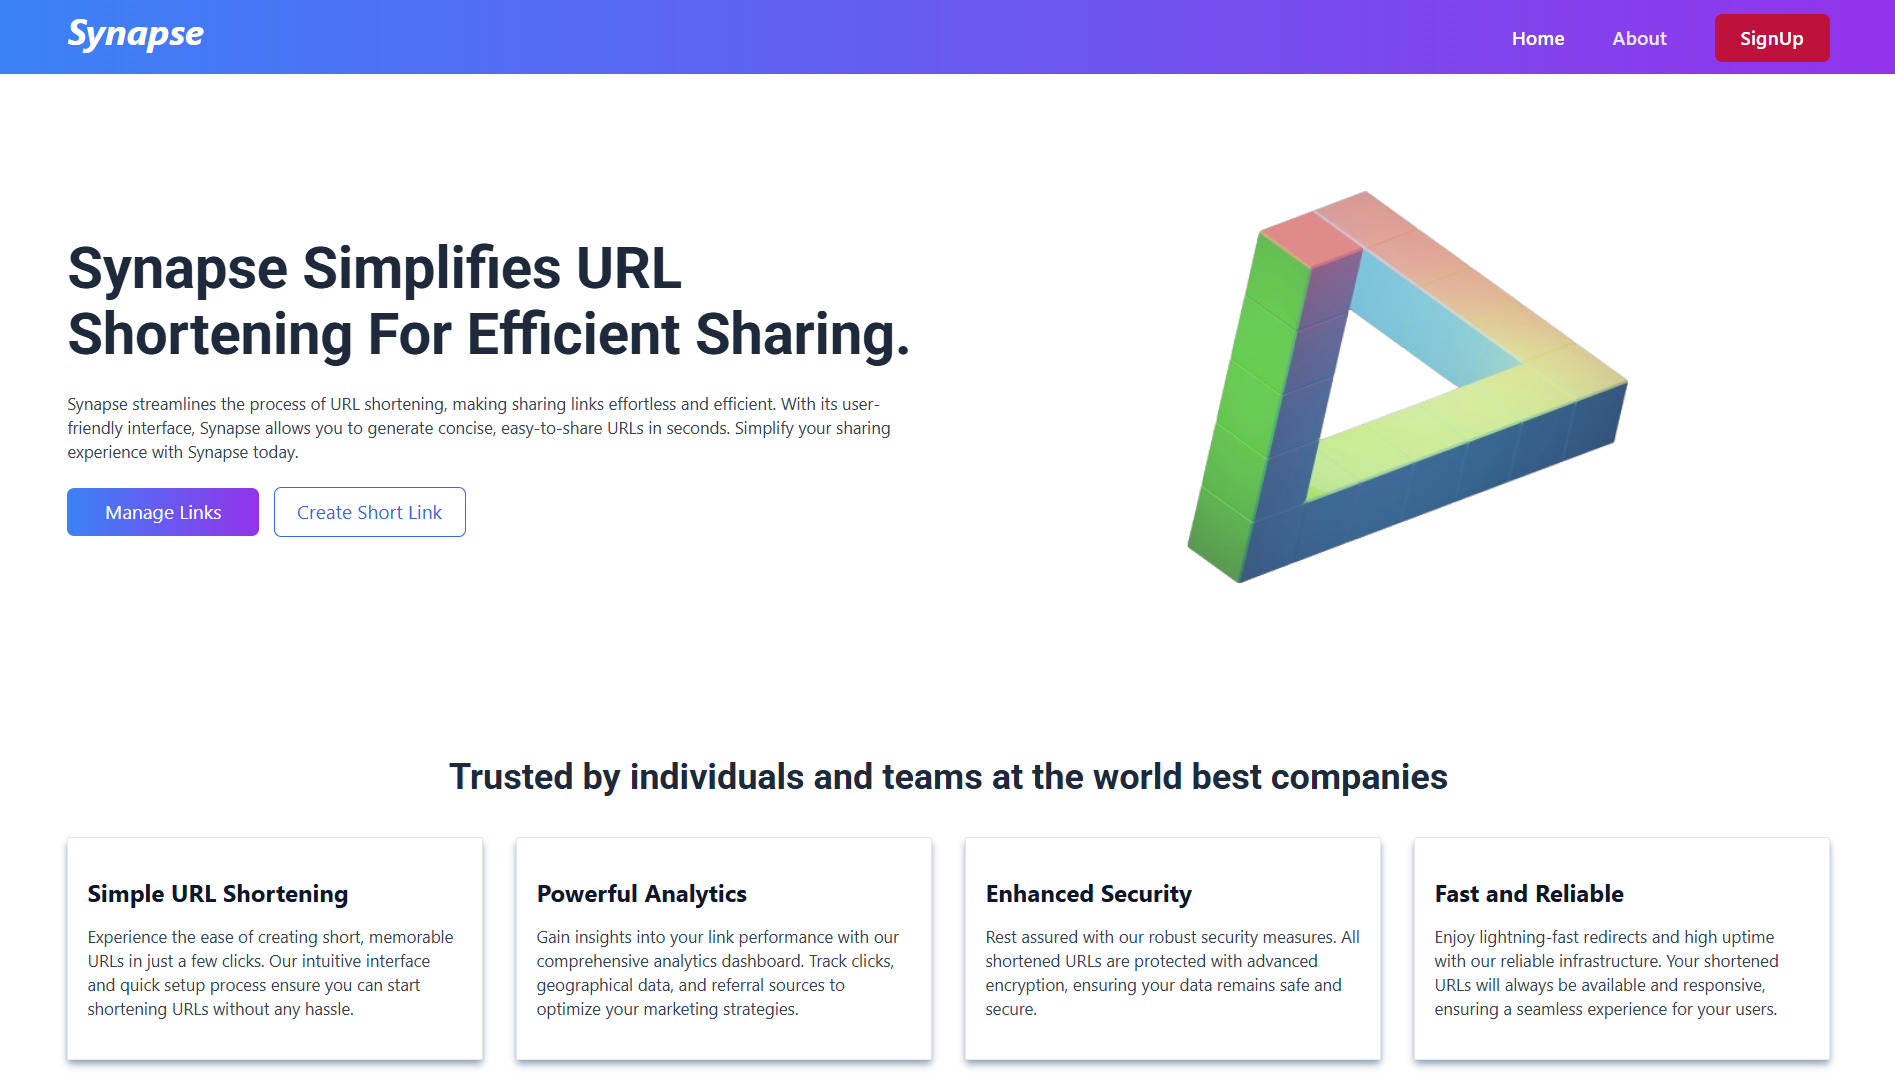 Synapse
Home
About
SignUp
Synapse Simplifies URL
Shortening For Efficient Sharing.
Synapse streamlines the process of URL shortening, making sharing links effortless and efficient. With its user-
friendly interface, Synapse allows you to generate concise, easy-to-share URLs in seconds. Simplify your sharing
experience with Synapse today.
Manage Links
Create Short Link
Trusted by individuals and teams at the world best companies
Simple URL Shortening
Experience the ease of creating short, memorable
URLs in just a few clicks. Our intuitive interface
and quick setup process ensure you can start
shortening URLs without any hassle.
Powerful Analytics
Gain insights into your link performance with our
comprehensive analytics dashboard. Track clicks,
geographical data, and referral sources to
optimize your marketing strategies.
Enhanced Security
Rest assured with our robust security measures. All
shortened URLs are protected with advanced
encryption, ensuring your data remains safe and
secure.
Fast and Reliable
Enjoy lightning-fast redirects and high uptime
with our reliable infrastructure. Your shortened
URLs will always be available and responsive,
ensuring a seamless experience for your users.